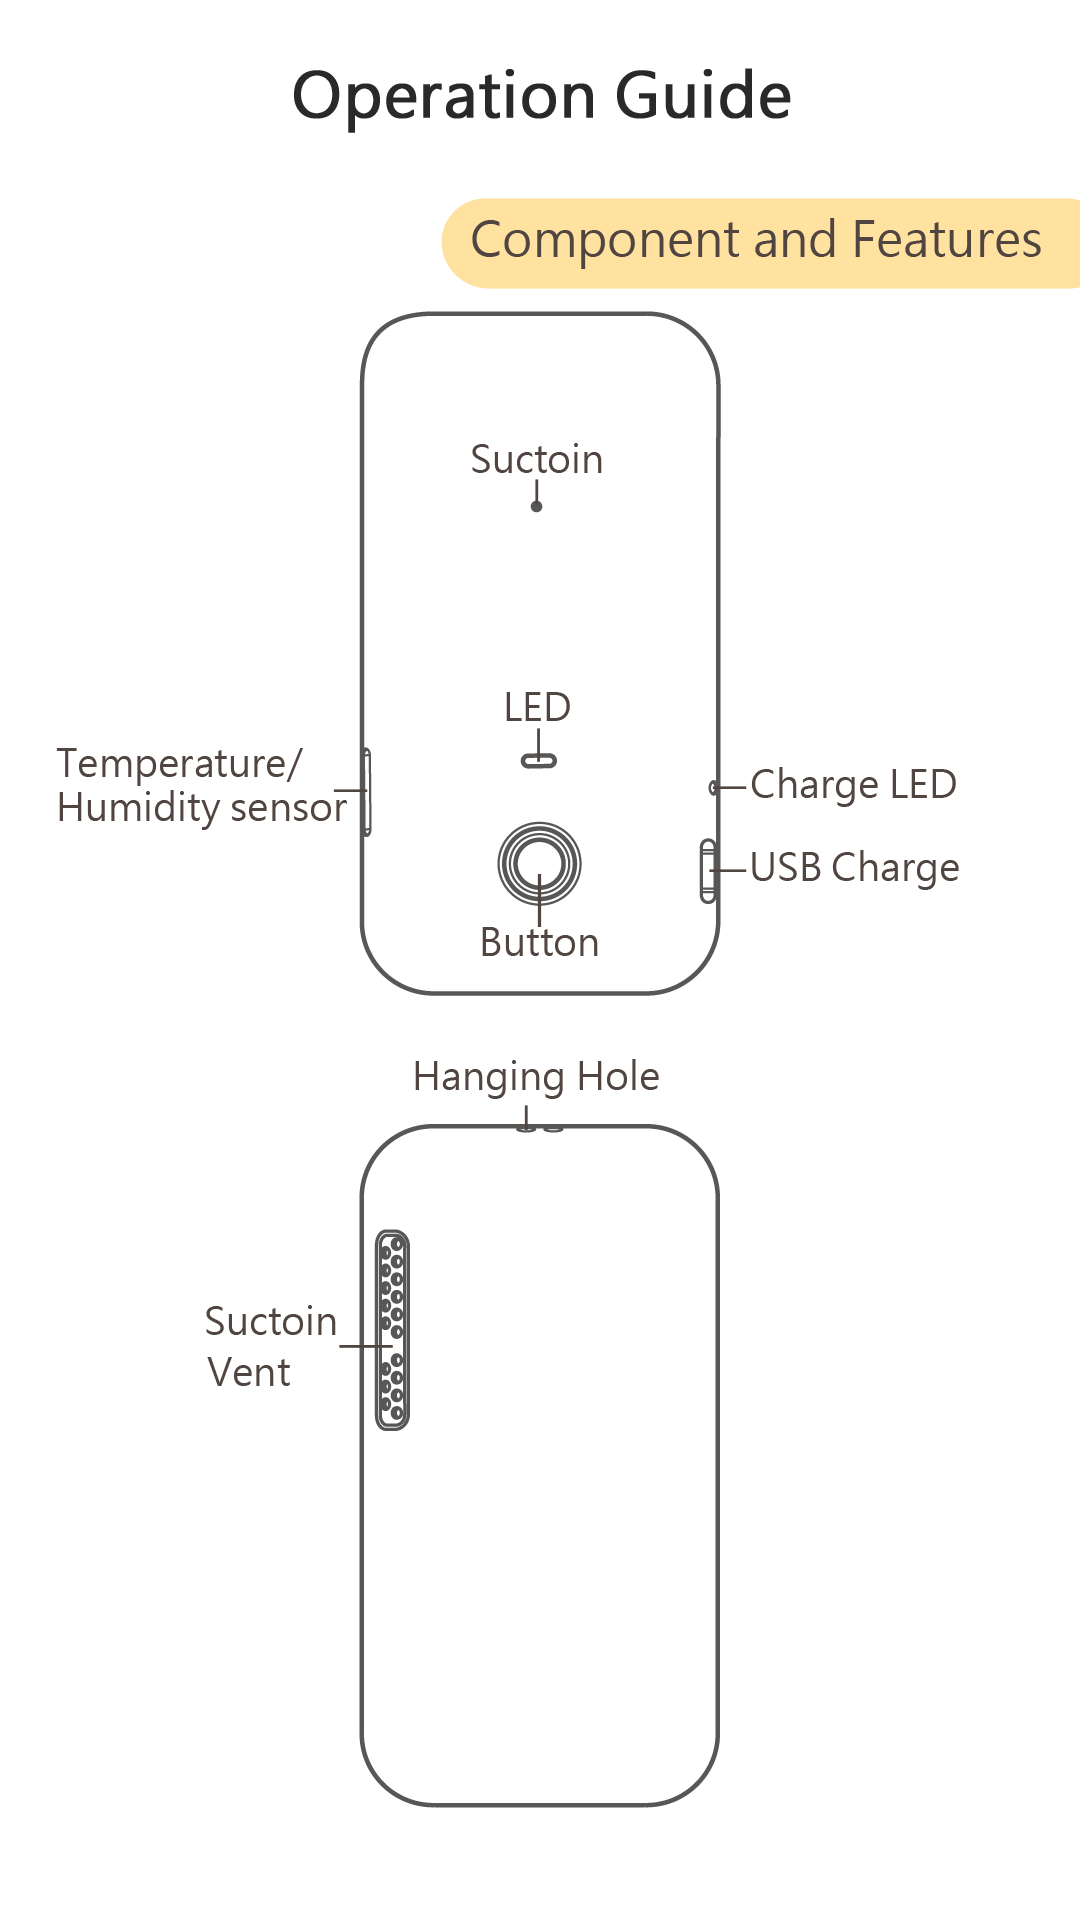 Operation Guide
Component and Features
Suctoin
LED
Temperature/
Humidity sensor
Charge LED
USB Charge
Button
Hanging Hole
Suctoin
Vent